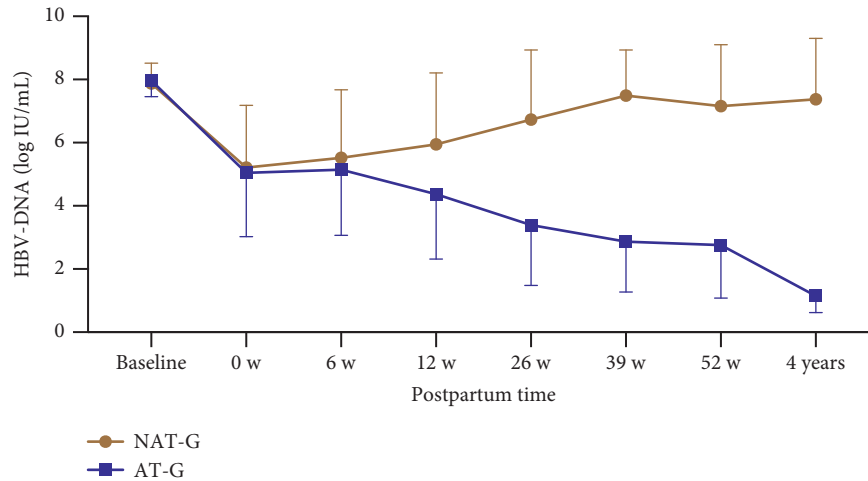 HBV-DNA (log IU/mL)
10
8
6
4
2
0
Baseline 0 w 6 w 12 w 26 w 39 w 52 w 4 years
Postpartum time
NAT-G
AT-G